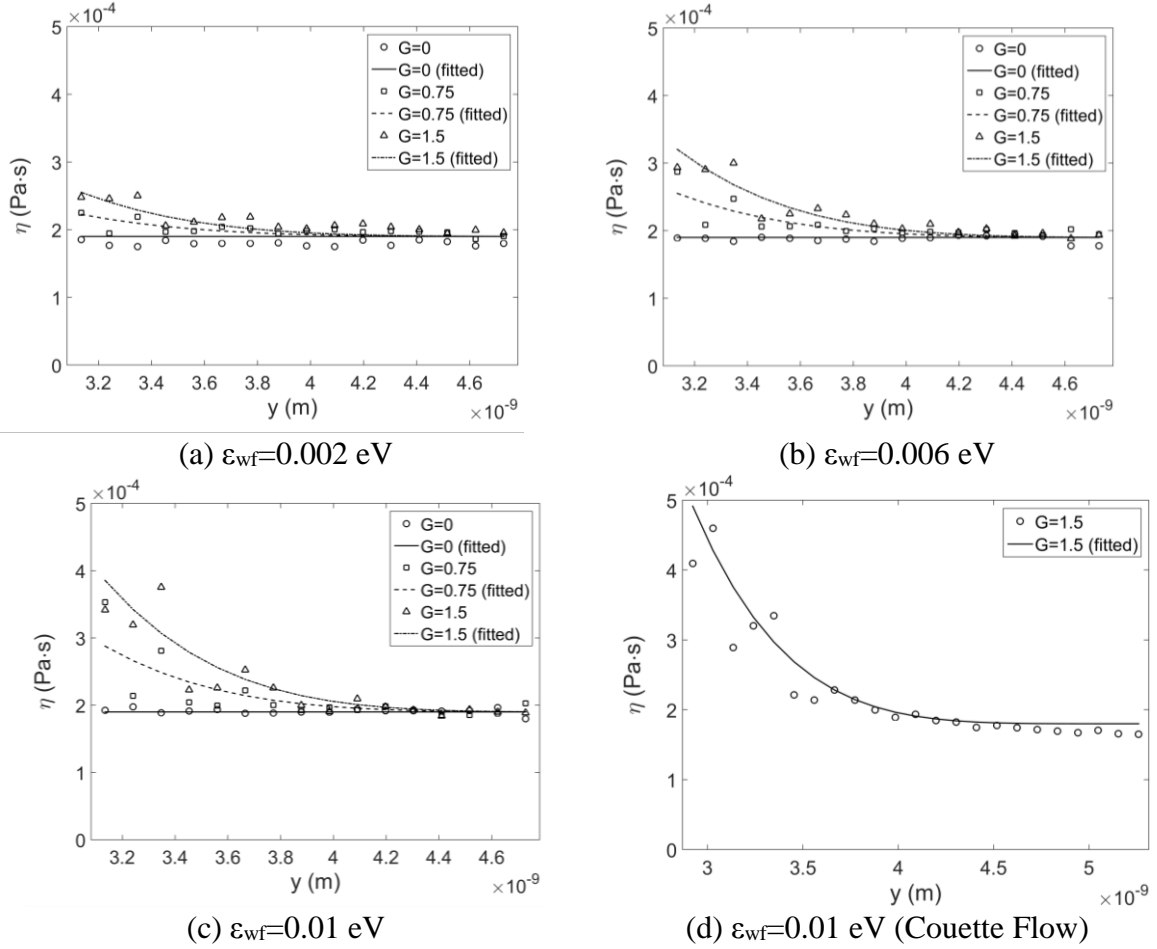 ×10⁻⁴
5
4
3
2
1
0
η (Pa·s)
G=0
G=0 (fitted)
G=0.75
G=0.75 (fitted)
G=1.5
G=1.5 (fitted)
3.2 3.4 3.6 3.8 4 4.2 4.4 4.6
y (m)
×10⁻⁹
(a) εwf=0.002 eV
×10⁻⁴
5
4
3
2
1
0
η (Pa·s)
G=0
G=0 (fitted)
G=0.75
G=0.75 (fitted)
G=1.5
G=1.5 (fitted)
3.2 3.4 3.6 3.8 4 4.2 4.4 4.6
y (m)
×10⁻⁹
(b) εwf=0.006 eV
×10⁻⁴
5
4
3
2
1
0
η (Pa·s)
G=0
G=0 (fitted)
G=0.75
G=0.75 (fitted)
G=1.5
G=1.5 (fitted)
3.2 3.4 3.6 3.8 4 4.2 4.4 4.6
y (m)
×10⁻⁹
(c) εwf=0.01 eV
×10⁻⁴
5
4
3
2
1
0
η (Pa·s)
G=1.5
G=1.5 (fitted)
3 3.5 4 4.5 5
y (m)
×10⁻⁹
(d) εwf=0.01 eV (Couette Flow)